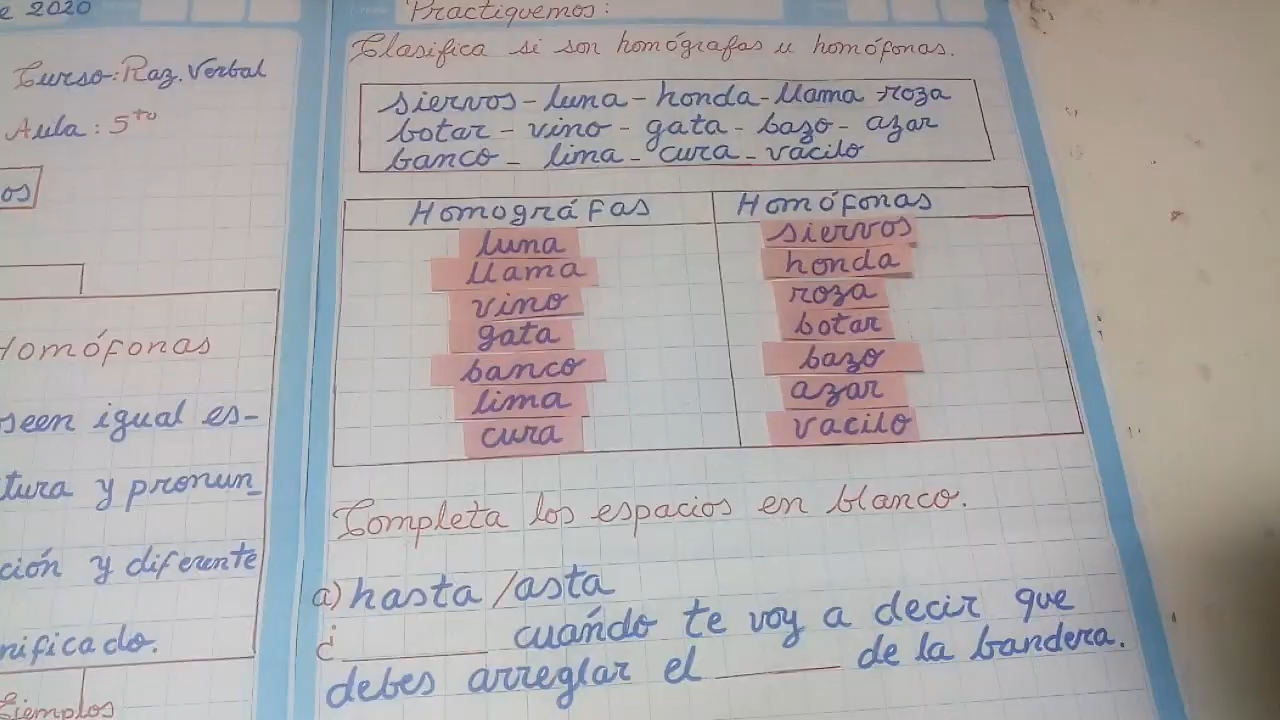 e 2020
Curso: Raz. Verbal
Aula: 5to
os
Homófonas
seen igual es-
tura y pronun_
ción y diferente
nificado.
Ejemplos
Practiquemos:
Clasifica si son homógrafas u homófonas.
siervos - luna - honda - llama - roza
botar - vino - gata - bazo - azar
banco - lima - cura - vacilo
Homográfas
Homófonas
luna
siervos
llama
honda
vino
roza
gata
botar
banco
bazo
lima
azar
cura
vacilo
Completa los espacios en blanco.
a) hasta / asta
¿________ cuándo te voy a decir que
debes arreglar el ________ de la bandera.